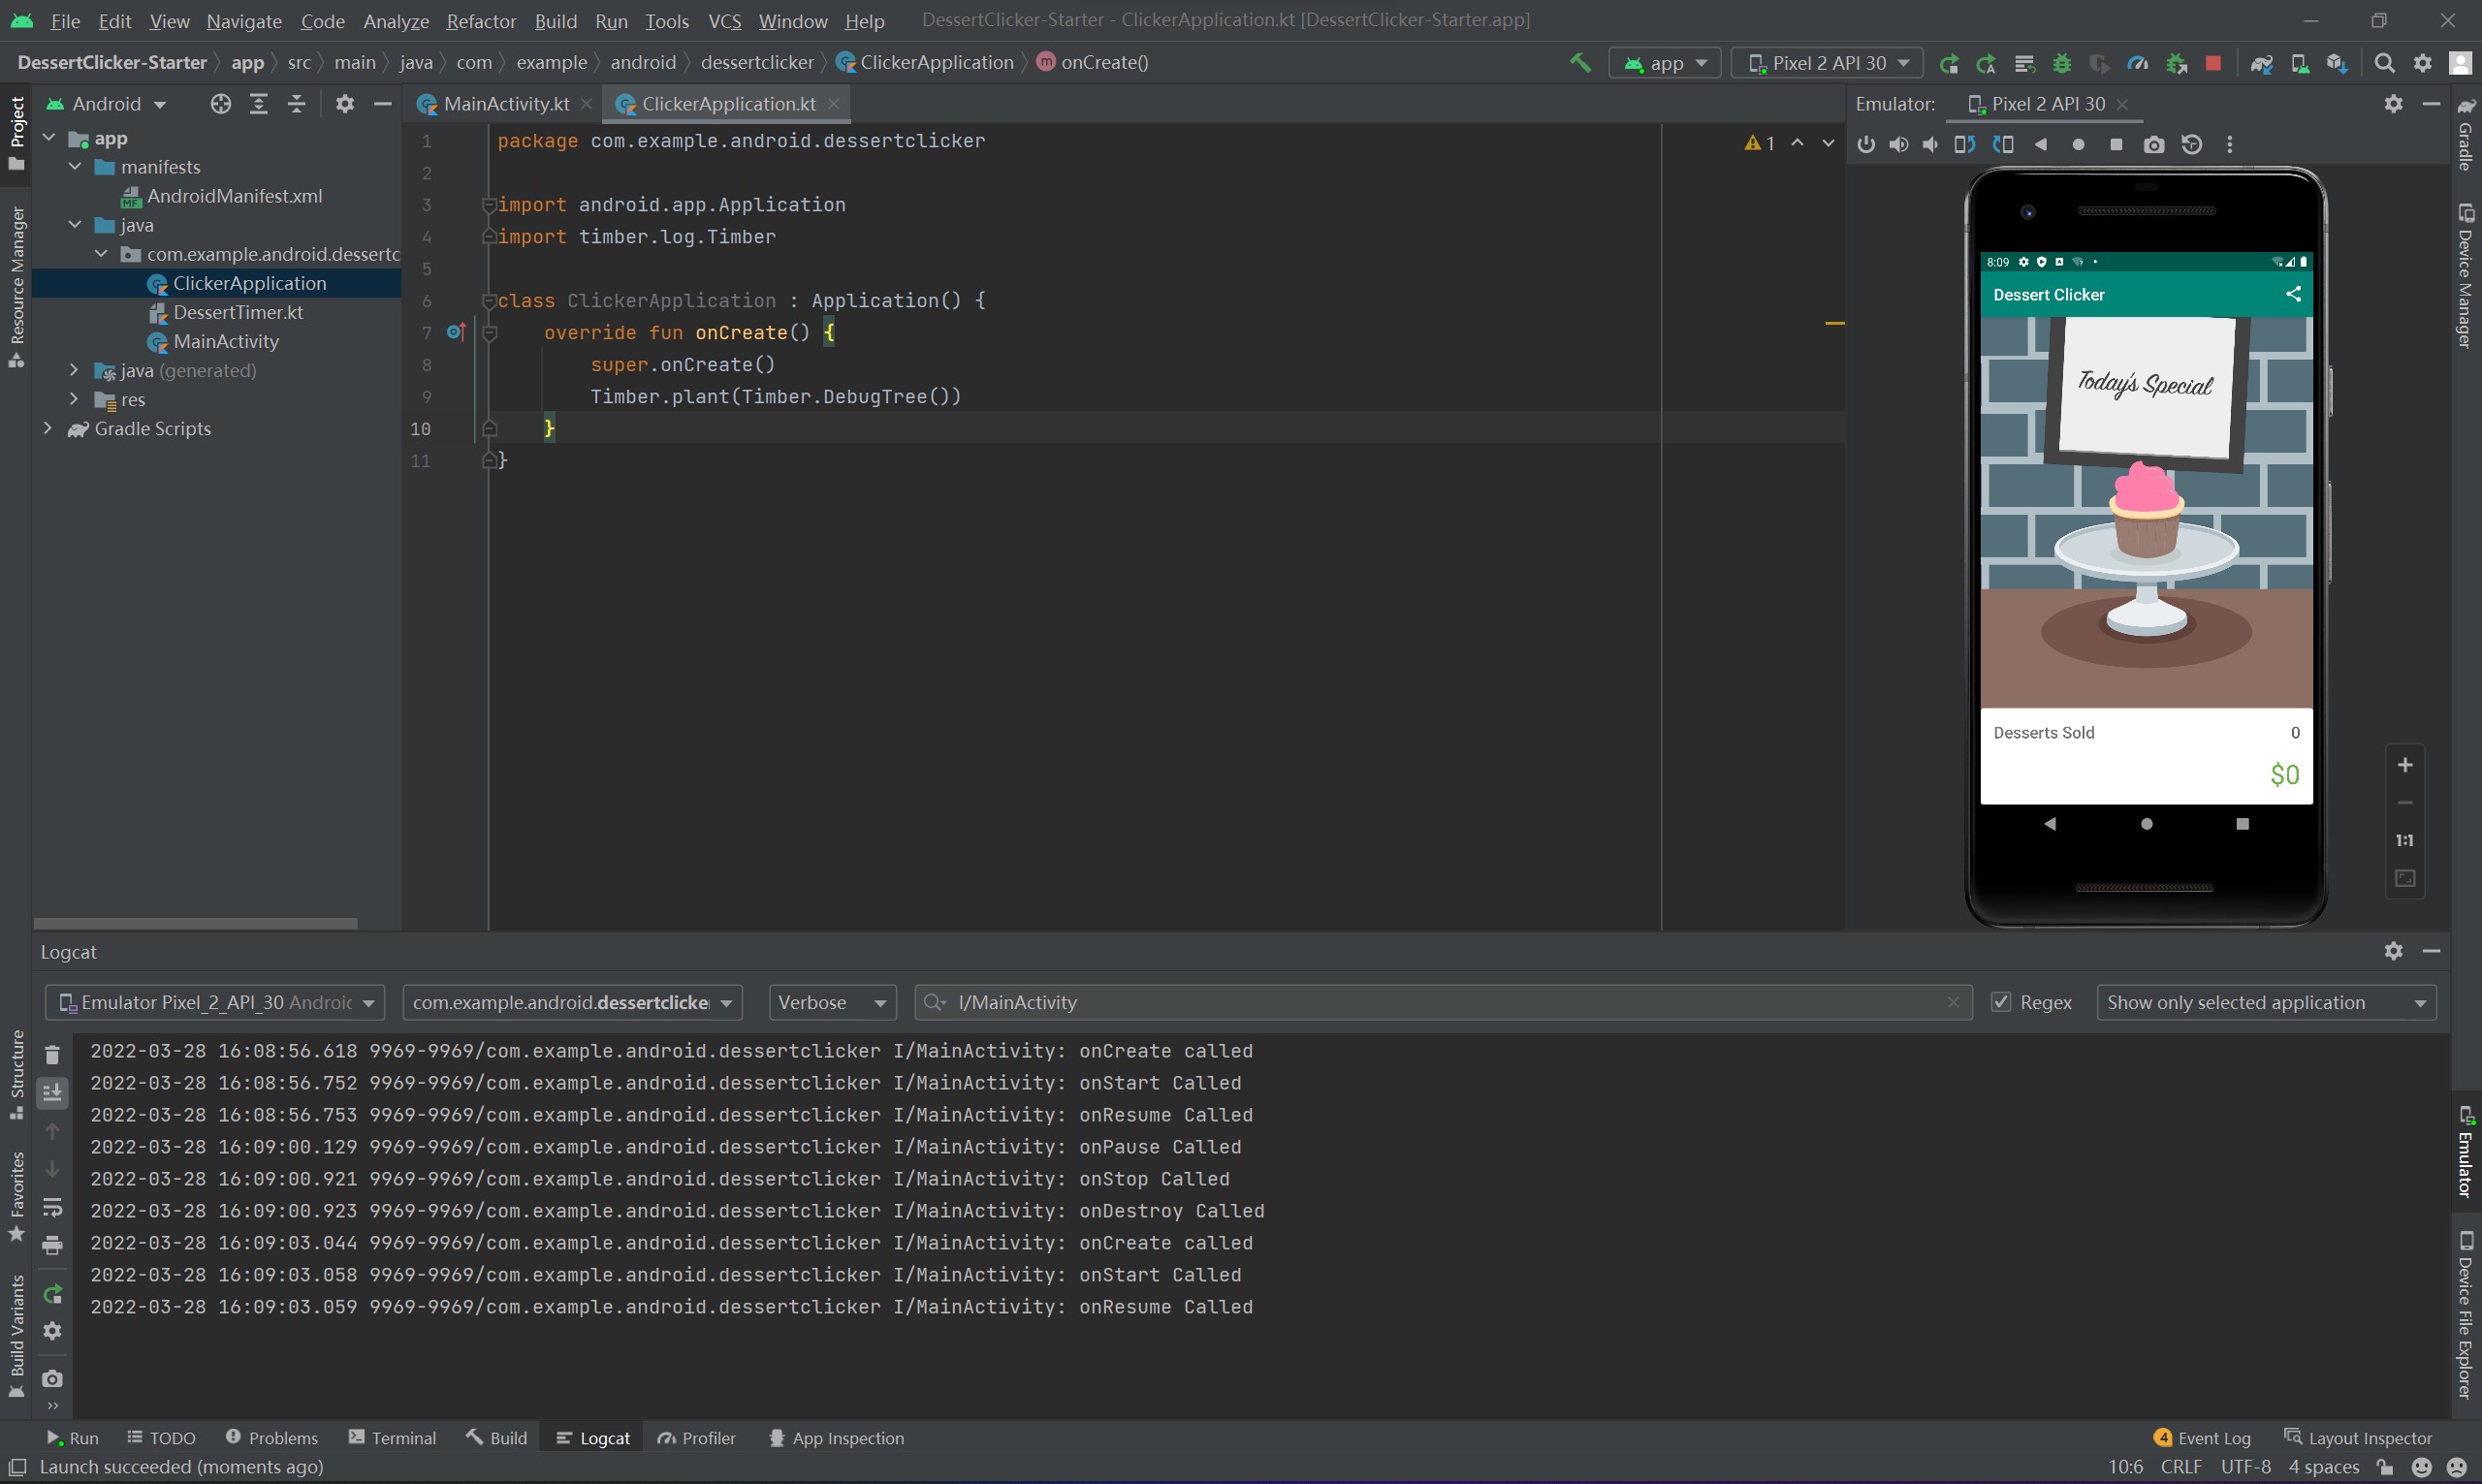 File Edit View Navigate Code Analyze Refactor Build Run Tools VCS Window Help DessertClicker-Starter - ClickerApplication.kt [DessertClicker-Starter.app]
DessertClicker-Starter app src main java com example android dessertclicker ClickerApplication m onCreate() app Pixel 2 API 30
Project
Resource Manager
Structure
Favorites
Build Variants
Android
app
manifests
MF AndroidManifest.xml
java
com.example.android.dessertc
ClickerApplication
DessertTimer.kt
MainActivity
java (generated)
res
Gradle Scripts
MainActivity.kt ClickerApplication.kt
1 package com.example.android.dessertclicker
2
3 import android.app.Application
4 import timber.log.Timber
5
6 class ClickerApplication : Application() {
7 override fun onCreate() {
8 super.onCreate()
9 Timber.plant(Timber.DebugTree())
10 }
11 }
1
Emulator: Pixel 2 API 30
8:09
Dessert Clicker
Today's Special
Desserts Sold 0
$0
1:1
Gradle
Device Manager
Emulator
Device File Explorer
Logcat
Emulator Pixel_2_API_30 Androic com.example.android.dessertclicke Verbose I/MainActivity Regex Show only selected application
2022-03-28 16:08:56.618 9969-9969/com.example.android.dessertclicker I/MainActivity: onCreate called
2022-03-28 16:08:56.752 9969-9969/com.example.android.dessertclicker I/MainActivity: onStart Called
2022-03-28 16:08:56.753 9969-9969/com.example.android.dessertclicker I/MainActivity: onResume Called
2022-03-28 16:09:00.129 9969-9969/com.example.android.dessertclicker I/MainActivity: onPause Called
2022-03-28 16:09:00.921 9969-9969/com.example.android.dessertclicker I/MainActivity: onStop Called
2022-03-28 16:09:00.923 9969-9969/com.example.android.dessertclicker I/MainActivity: onDestroy Called
2022-03-28 16:09:03.044 9969-9969/com.example.android.dessertclicker I/MainActivity: onCreate called
2022-03-28 16:09:03.058 9969-9969/com.example.android.dessertclicker I/MainActivity: onStart Called
2022-03-28 16:09:03.059 9969-9969/com.example.android.dessertclicker I/MainActivity: onResume Called
Run TODO Problems Terminal Build Logcat Profiler App Inspection 4 Event Log Layout Inspector
Launch succeeded (moments ago) 10:6 CRLF UTF-8 4 spaces